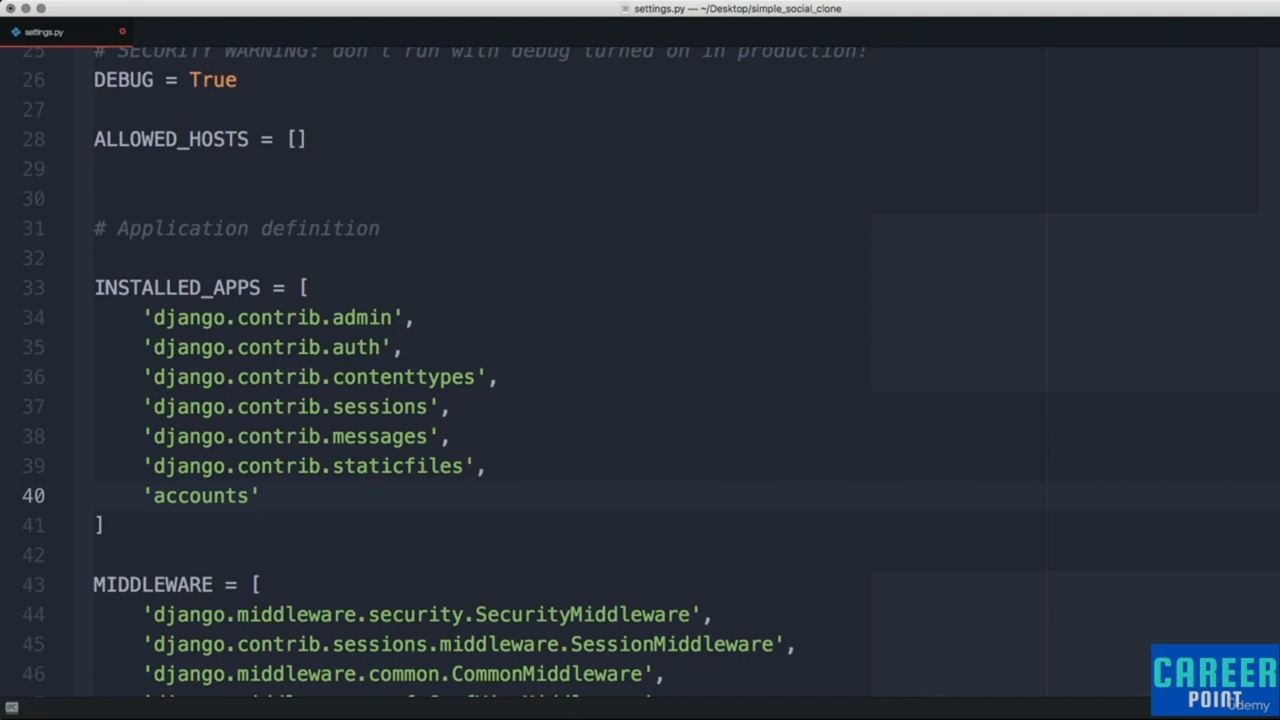 settings.py — ~/Desktop/simple_social_clone
settings.py
25 # SECURITY WARNING: don't run with debug turned on in production!
26 DEBUG = True
27
28 ALLOWED_HOSTS = []
29
30
31 # Application definition
32
33 INSTALLED_APPS = [
34 'django.contrib.admin',
35 'django.contrib.auth',
36 'django.contrib.contenttypes',
37 'django.contrib.sessions',
38 'django.contrib.messages',
39 'django.contrib.staticfiles',
40 'accounts'
41 ]
42
43 MIDDLEWARE = [
44 'django.middleware.security.SecurityMiddleware',
45 'django.contrib.sessions.middleware.SessionMiddleware',
46 'django.middleware.common.CommonMiddleware',
CAREER
POINT
Udemy